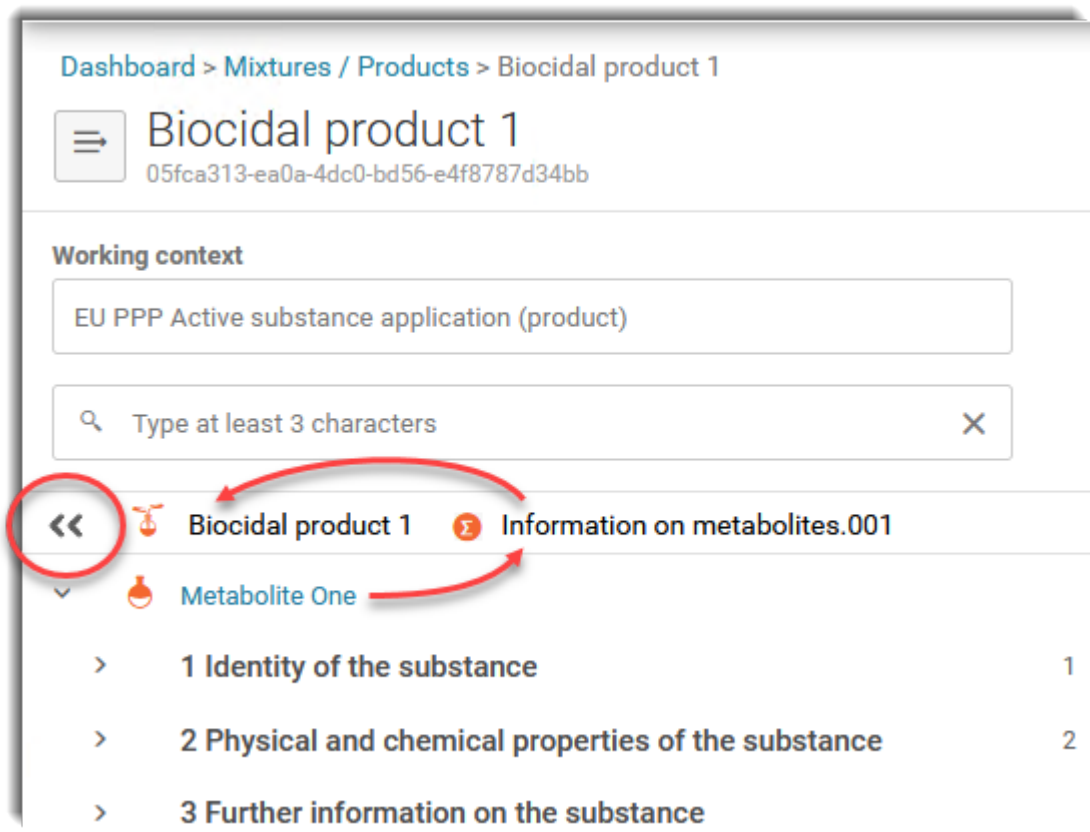 Dashboard > Mixtures / Products > Biocidal product 1
Biocidal product 1
05fca313-ea0a-4dc0-bd56-e4f8787d34bb
Working context
EU PPP Active substance application (product)
Type at least 3 characters
Biocidal product 1 Σ Information on metabolites.001
Metabolite One
1 Identity of the substance 1
2 Physical and chemical properties of the substance 2
3 Further information on the substance